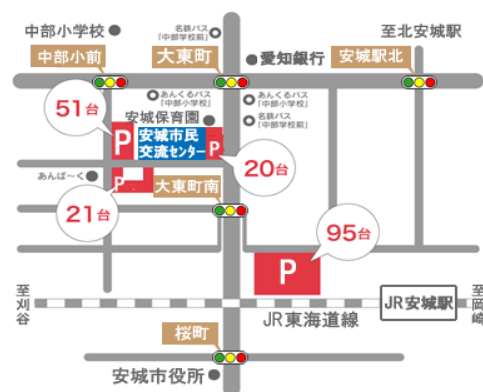 中部小学校
名鉄バス
「中部小学校前」
至北安城駅
中部小前
大東町
愛知銀行
安城駅北
51台
あんくるバス
「中部小学校」
あんくるバス
「中部小学校」
安城保育園
名鉄バス
「中部小学校前」
P
安城市民
交流センター
P
20台
あんぱ〜く
P
大東町南
21台
95台
P
至刈谷
JR安城駅
至岡崎
JR東海道線
桜町
安城市役所